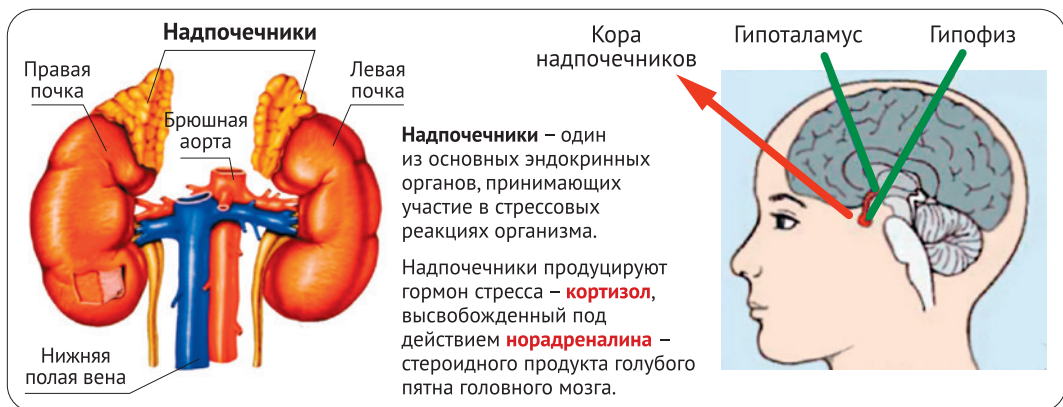 Надпочечники
Правая
почка
Левая
почка
Брюшная
аорта
Нижняя
полая вена
Надпочечники – один
из основных эндокринных
органов, принимающих
участие в стрессовых
реакциях организма.
Надпочечники продуцируют
гормон стресса – кортизол,
высвобожденный под
действием норадреналина –
стероидного продукта голубого
пятна головного мозга.
Кора
надпочечников
Гипоталамус
Гипофиз